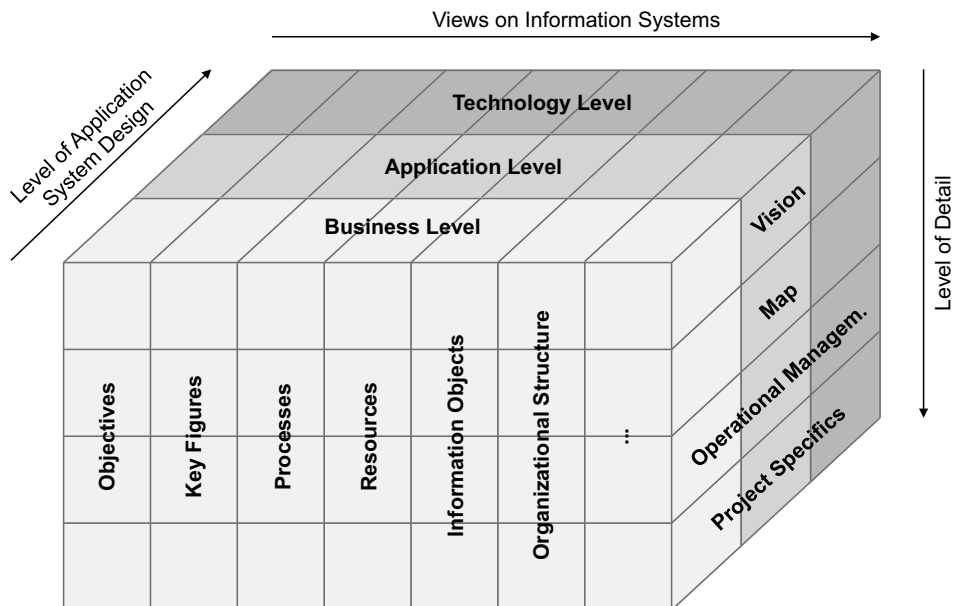 Views on Information Systems
Level of Application
System Design
Technology Level
Application Level
Business Level
Level of Detail
Vision
Map
Operational Managem.
Project Specifics
Objectives
Key Figures
Processes
Resources
Information Objects
Organizational Structure
...